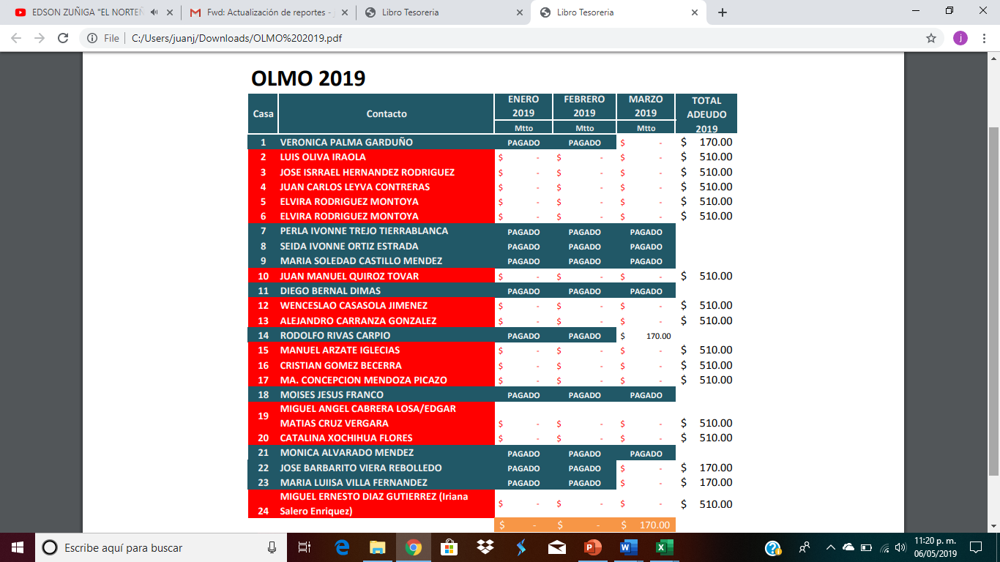 EDSON ZUÑIGA "EL NORTEÑ
Fwd: Actualización de reportes -
Libro Tesoreria
Libro Tesoreria
File C:/Users/juanj/Downloads/OLMO%202019.pdf
j
OLMO 2019
Casa Contacto ENERO 2019 FEBRERO 2019 MARZO 2019 TOTAL ADEUDO 2019
Mtto Mtto Mtto
1 VERONICA PALMA GARDUÑO PAGADO PAGADO $ - $ 170.00
2 LUIS OLIVA IRAOLA $ - $ - $ - $ 510.00
3 JOSE ISRRAEL HERNANDEZ RODRIGUEZ $ - $ - $ - $ 510.00
4 JUAN CARLOS LEYVA CONTRERAS $ - $ - $ - $ 510.00
5 ELVIRA RODRIGUEZ MONTOYA $ - $ - $ - $ 510.00
6 ELVIRA RODRIGUEZ MONTOYA $ - $ - $ - $ 510.00
7 PERLA IVONNE TREJO TIERRABLANCA PAGADO PAGADO PAGADO
8 SEIDA IVONNE ORTIZ ESTRADA PAGADO PAGADO PAGADO
9 MARIA SOLEDAD CASTILLO MENDEZ PAGADO PAGADO PAGADO
10 JUAN MANUEL QUIROZ TOVAR $ - $ - $ - $ 510.00
11 DIEGO BERNAL DIMAS PAGADO PAGADO PAGADO
12 WENCESLAO CASASOLA JIMENEZ $ - $ - $ - $ 510.00
13 ALEJANDRO CARRANZA GONZALEZ $ - $ - $ - $ 510.00
14 RODOLFO RIVAS CARPIO PAGADO PAGADO $ 170.00
15 MANUEL ARZATE IGLECIAS $ - $ - $ - $ 510.00
16 CRISTIAN GOMEZ BECERRA $ - $ - $ - $ 510.00
17 MA. CONCEPCION MENDOZA PICAZO $ - $ - $ - $ 510.00
18 MOISES JESUS FRANCO PAGADO PAGADO PAGADO
MIGUEL ANGEL CABRERA LOSA/EDGAR
19 MATIAS CRUZ VERGARA $ - $ - $ - $ 510.00
20 CATALINA XOCHIHUA FLORES $ - $ - $ - $ 510.00
21 MONICA ALVARADO MENDEZ PAGADO PAGADO PAGADO
22 JOSE BARBARITO VIERA REBOLLEDO PAGADO PAGADO $ - $ 170.00
23 MARIA LUIISA VILLA FERNANDEZ PAGADO PAGADO $ - $ 170.00
MIGUEL ERNESTO DIAZ GUTIERREZ (Iriana
24 Salero Enriquez) $ - $ - $ - $ 510.00
$ - $ - $ 170.00
Escribe aquí para buscar
11:20 p. m.
06/05/2019